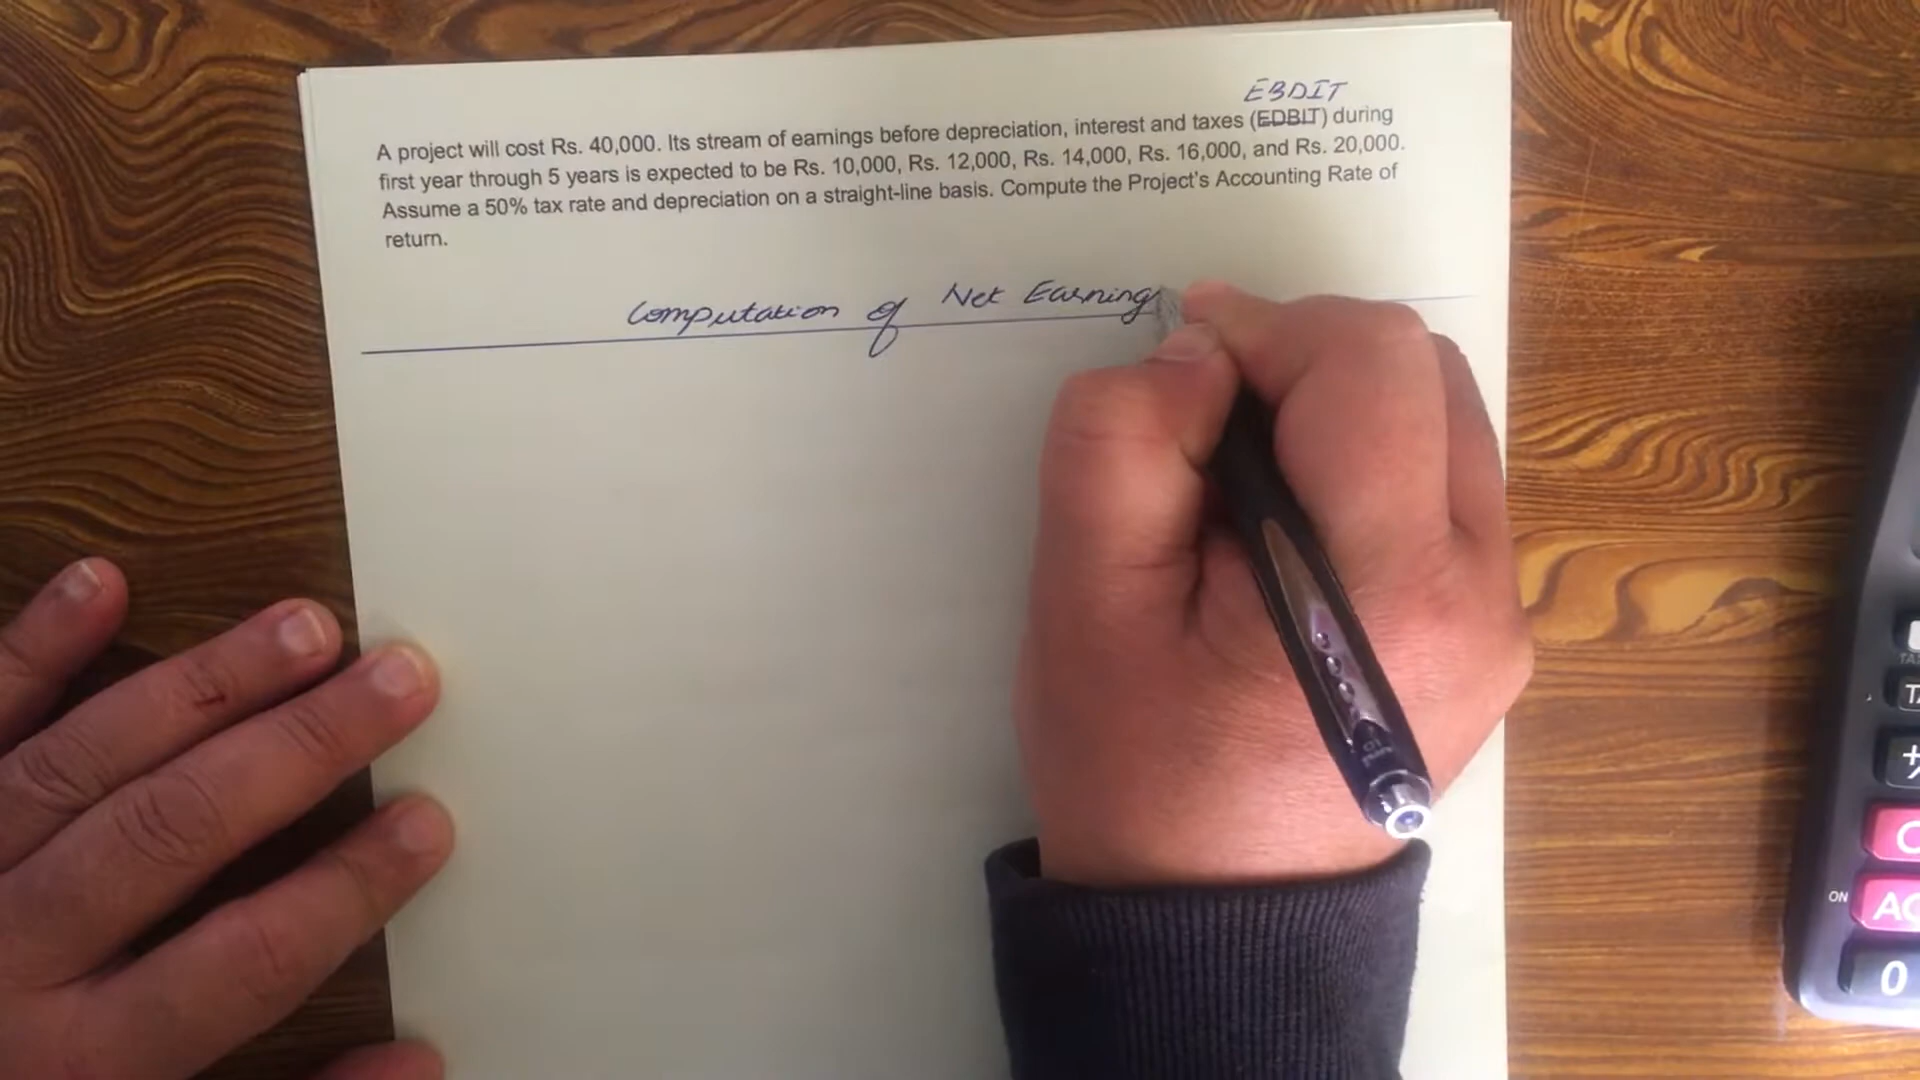 EBDIT
A project will cost Rs. 40,000. Its stream of earnings before depreciation, interest and taxes (EDBIT) during
first year through 5 years is expected to be Rs. 10,000, Rs. 12,000, Rs. 14,000, Rs. 16,000, and Rs. 20,000.
Assume a 50% tax rate and depreciation on a straight-line basis. Compute the Project's Accounting Rate of
return.
Computation of Net Earning
ON
AC
0